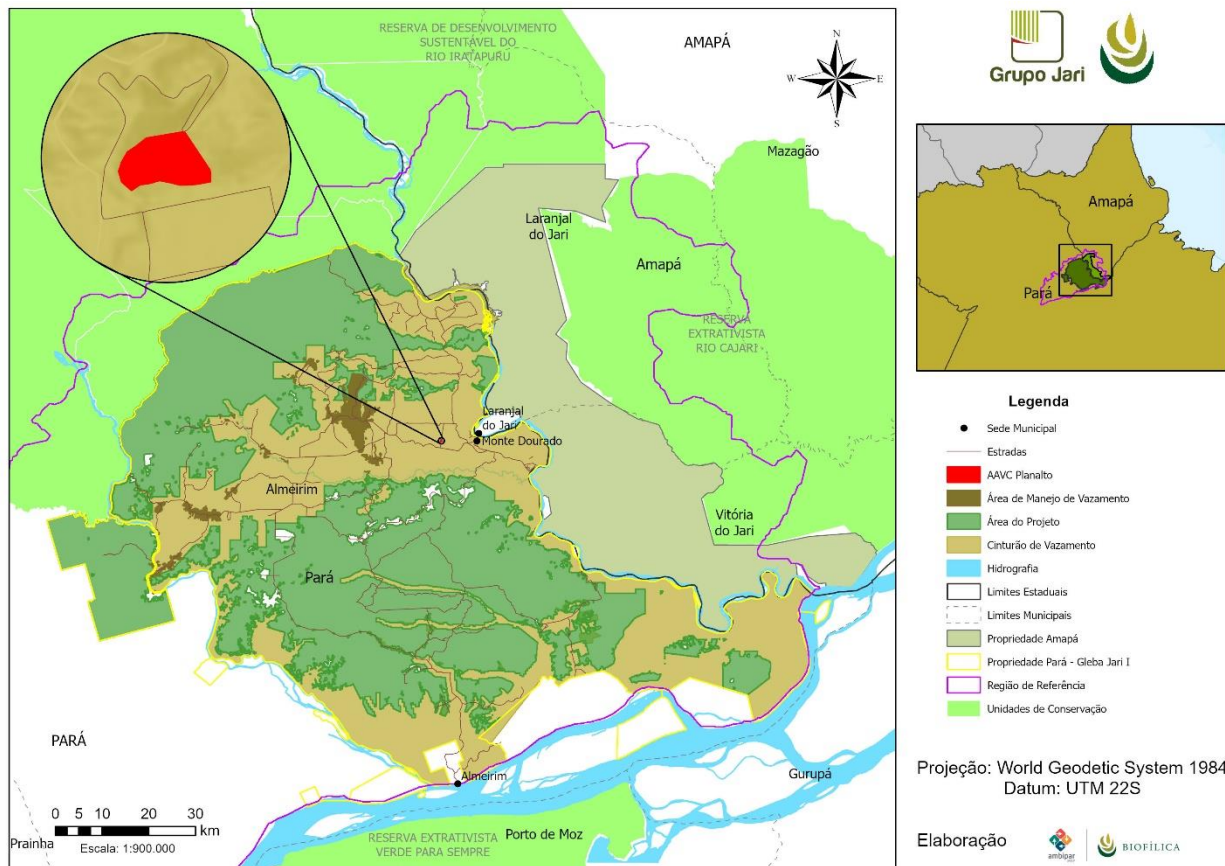 RESERVA DE DESENVOLVIMENTO
SUSTENTÁVEL DO
RIO IRATAPURU
AMAPÁ
N
W
E
S
Mazagão
Laranjal
do Jari
Amapá
RESERVA
EXTRATIVISTA
RIO CAJARI
Laranjal
do Jari
Monte Dourado
Almeirim
Vitória
do Jari
Pará
PARÁ
Almeirim
Gurupá
Porto de Moz
RESERVA EXTRATIVISTA
VERDE PARA SEMPRE
Prainha
0 5 10 20 30
km
Escala: 1:900.000
Grupo Jari
Amapá
Pará
Legenda
Sede Municipal
Estradas
AAVC Planalto
Área de Manejo de Vazamento
Área do Projeto
Cinturão de Vazamento
Hidrografia
Limites Estaduais
Limites Municipais
Propriedade Amapá
Propriedade Pará - Gleba Jari I
Região de Referência
Unidades de Conservação
Projeção: World Geodetic System 1984
Datum: UTM 22S
Elaboração
ambipar
BIOFÍLICA